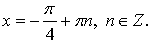 x = −π/4 + πn, n ∈ Z.